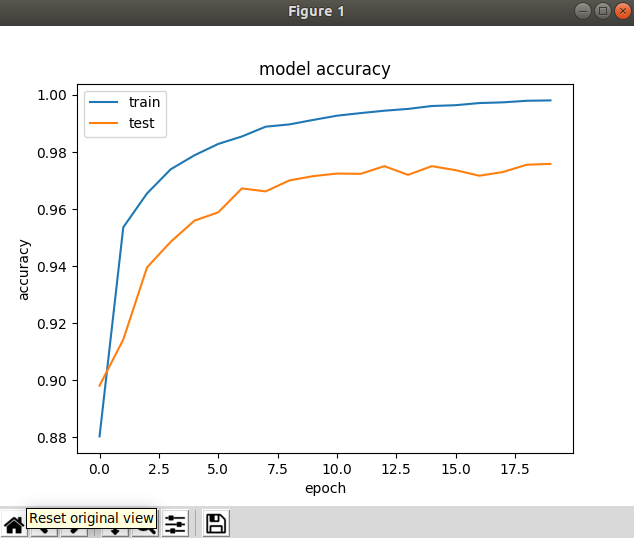 Figure 1
model accuracy
train
test
1.00
0.98
0.96
0.94
0.92
0.90
0.88
accuracy
0.0 2.5 5.0 7.5 10.0 12.5 15.0 17.5
epoch
Reset original view